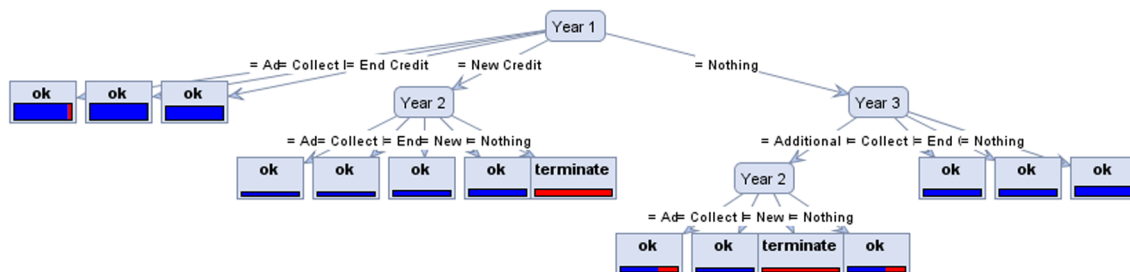 Year 1
= Ad= Collect I= End Credit = New Credit = Nothing
ok ok ok Year 2 Year 3
= Ad= Collect = End= New = Nothing = Additional = Collect = End = Nothing
ok ok ok ok terminate Year 2 ok ok ok
= Ad= Collect = New = Nothing
ok ok terminate ok